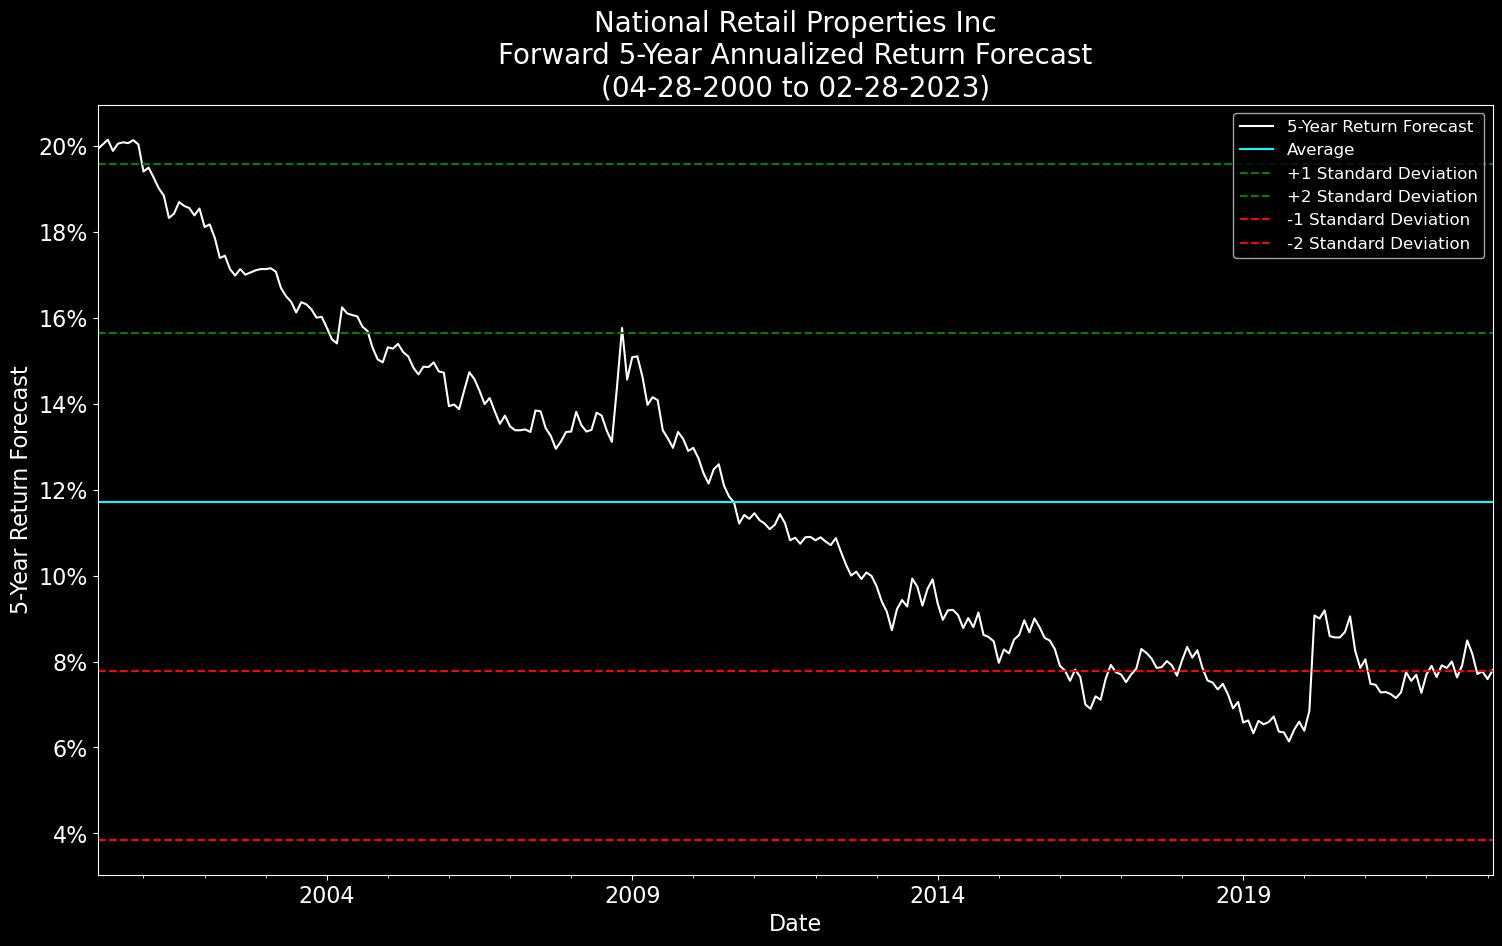 National Retail Properties Inc
Forward 5-Year Annualized Return Forecast
(04-28-2000 to 02-28-2023)
5-Year Return Forecast
Average
+1 Standard Deviation
+2 Standard Deviation
-1 Standard Deviation
-2 Standard Deviation
20%
18%
16%
14%
12%
10%
8%
6%
4%
5-Year Return Forecast
2004
2009
2014
2019
Date